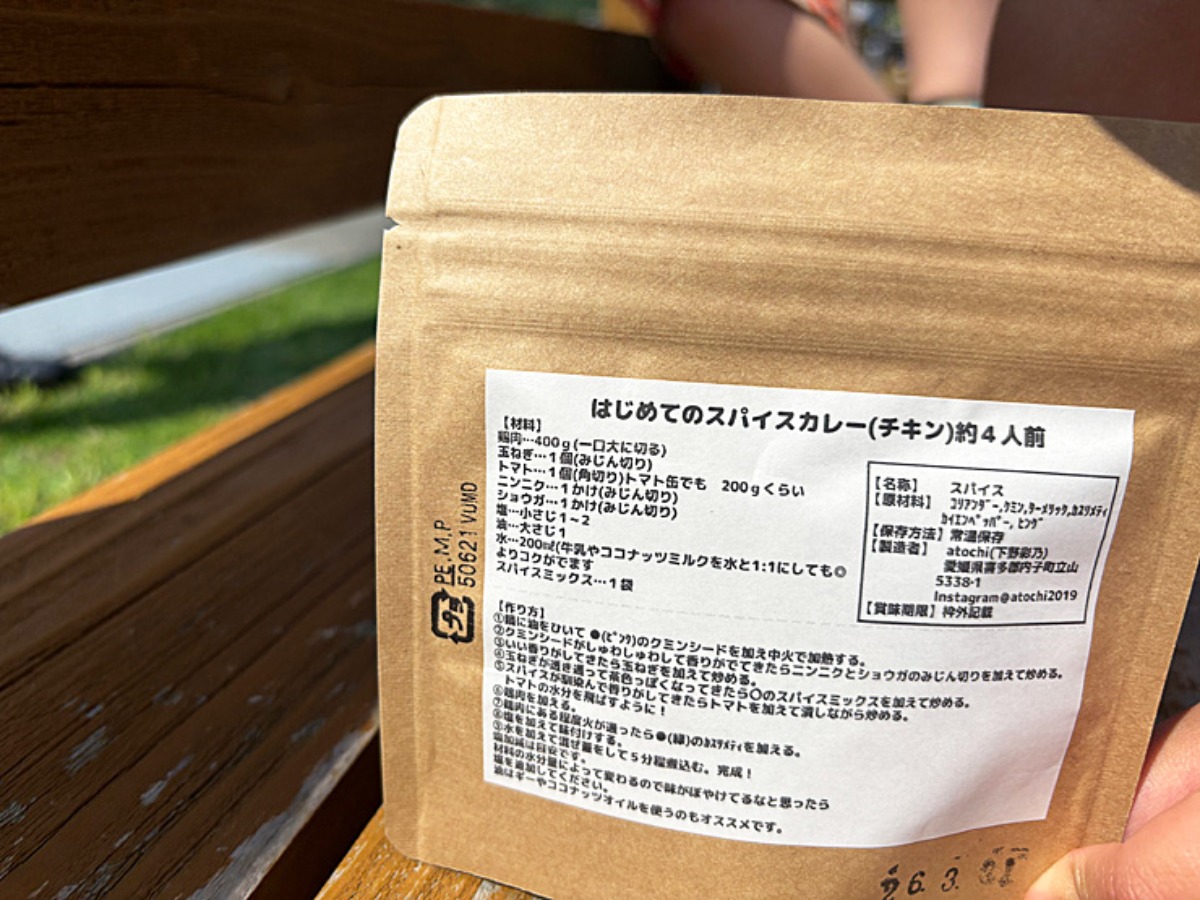 はじめてのスパイスカレー(チキン)約4人前
【材料】
鶏肉…400g(一口大に切る)
玉ねぎ…1個(みじん切り)
トマト…1個(角切り)トマト缶でも 200gくらい
ニンニク…1かけ(みじん切り)
ショウガ…1かけ(みじん切り)
塩…小さじ1~2
油…大さじ1
水…200㎖(牛乳やココナッツミルクを水と1:1にしても◎
よりコクがでます
スパイスミックス…1袋
【名称】 スパイス
【原材料】 ｺﾘｱﾝﾀﾞｰ,ｸﾐﾝ,ﾀｰﾒﾘｯｸ,ｶｽﾘﾒﾃｨ
ｶｲｴﾝﾍﾟｯﾊﾟｰ, ﾋﾝｸﾞ
【保存方法】常温保存
【製造者】 atochi(下野彩乃)
愛媛県喜多郡内子町立山
5338-1
Instagram@atochi2019
【賞味期限】枠外記載
【作り方】
①鍋に油をひいて ●(ﾋﾟﾝｸ)のクミンシードを加え中火で加熱する。
②クミンシードがしゅわしゅわして香りがでてきたらニンニクとショウガのみじん切りを加えて炒める。
③いい香りがしてきたら玉ねぎを加えて炒める。
④玉ねぎが透き通って茶色っぽくなってきたら○のスパイスミックスを加えて炒める。
⑤スパイスが馴染んで香りがしてきたらトマトを加えて潰しながら炒める。
トマトの水分を飛ばすように!
⑥鶏肉を加える。
⑦鶏肉にある程度火が通ったら●(緑)のｶｽﾘﾒﾃｨを加える。
⑧塩を加えて味付けする。
⑨水を加えて混ぜ蓋をして5分程煮込む。完成!
塩加減は目安です。
材料の水分量によって変わるので味がぼやけてるなと思ったら
塩を追加してください。
油はギーやココナッツオイルを使うのもオススメです。
プラ
PE,M,P
50621 VUMD
26.3.